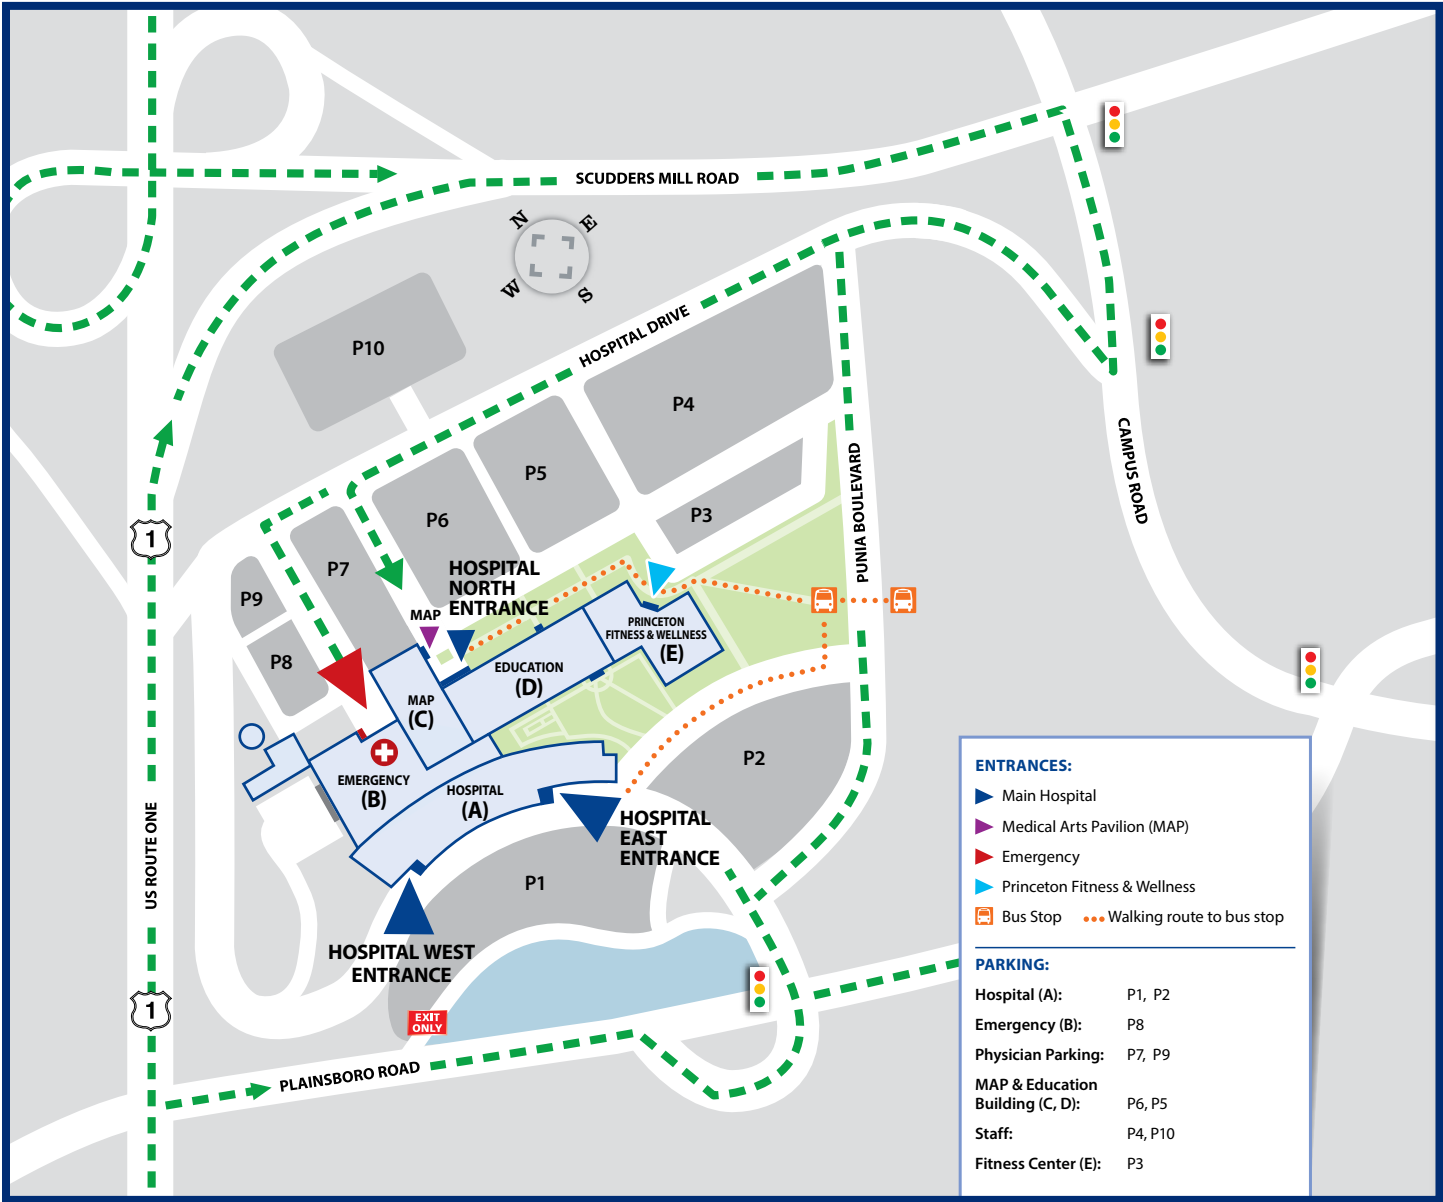 SCUDDERS MILL ROAD
N
E
W
S
P10
HOSPITAL DRIVE
P4
P5
P3
P6
P7
P9
P8
CAMPUS ROAD
PUNIA BOULEVARD
1
HOSPITAL
NORTH
ENTRANCE
MAP
PRINCETON
FITNESS & WELLNESS
(E)
EDUCATION
(D)
MAP
(C)
EMERGENCY
(B)
HOSPITAL
(A)
P2
HOSPITAL
EAST
ENTRANCE
P1
HOSPITAL WEST
ENTRANCE
US ROUTE ONE
1
EXIT
ONLY
PLAINSBORO ROAD
ENTRANCES:
Main Hospital
Medical Arts Pavilion (MAP)
Emergency
Princeton Fitness & Wellness
Bus Stop Walking route to bus stop
PARKING:
Hospital (A): P1, P2
Emergency (B): P8
Physician Parking: P7, P9
MAP & Education
Building (C, D): P6, P5
Staff: P4, P10
Fitness Center (E): P3